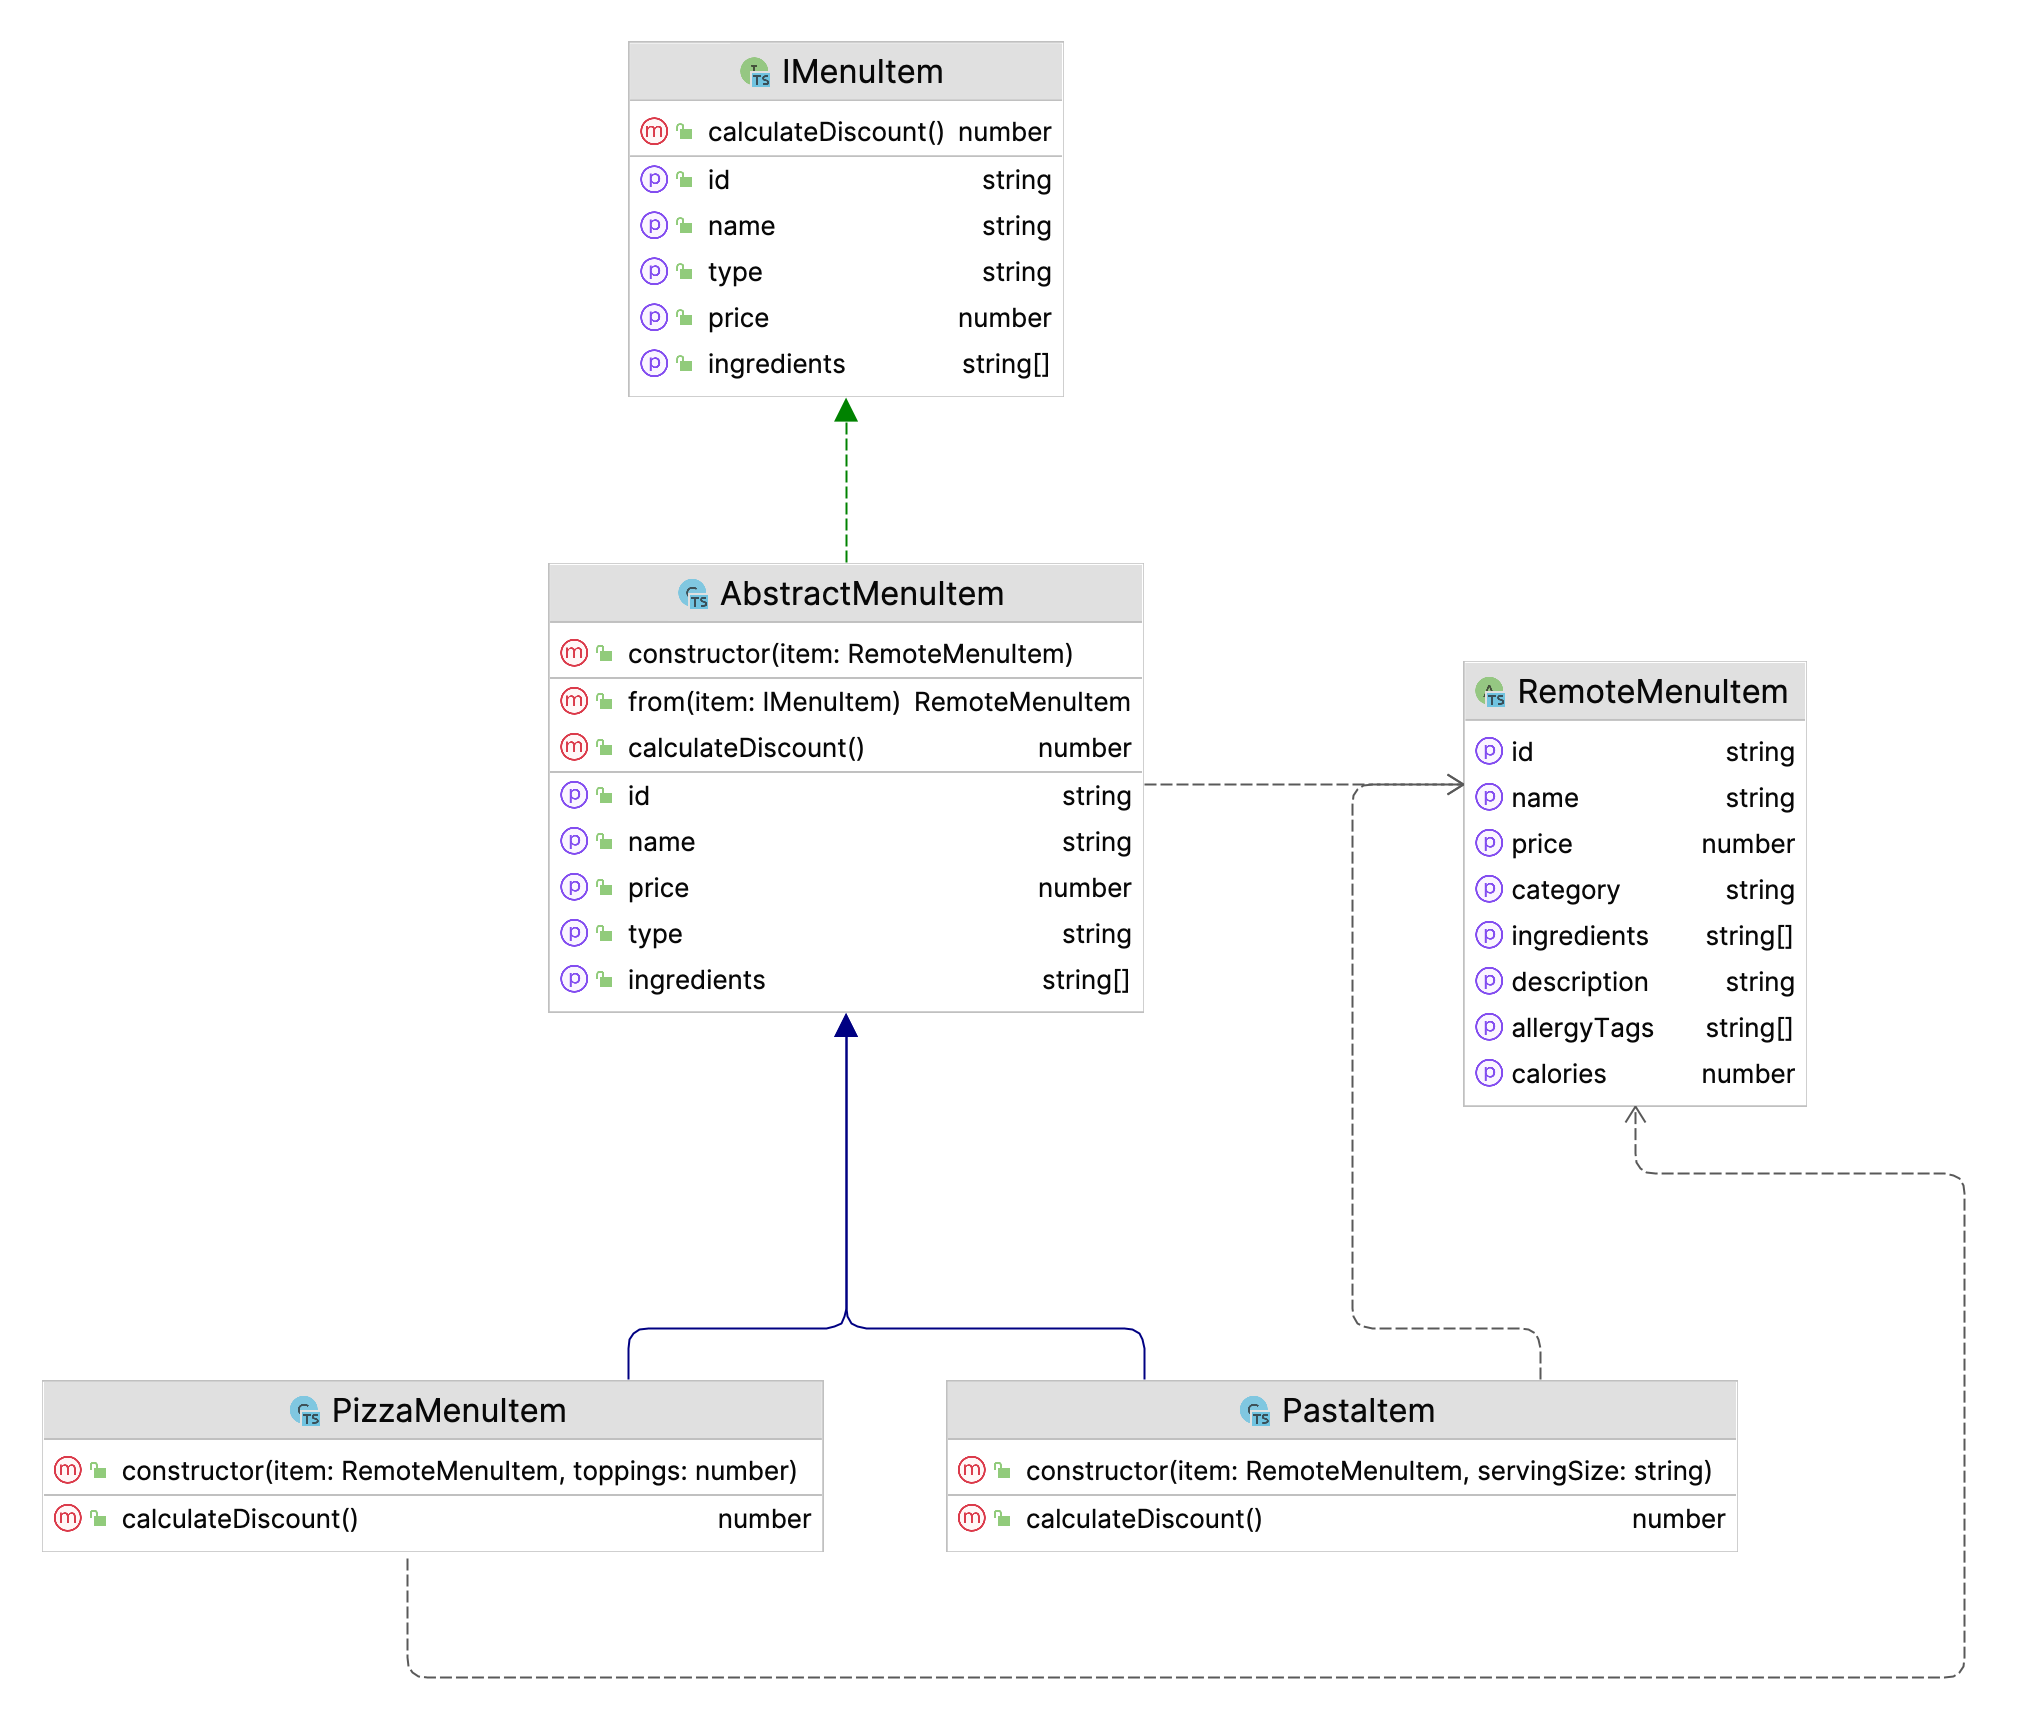 IMenuItem
calculateDiscount() number
id string
name string
type string
price number
ingredients string[]
AbstractMenuItem
constructor(item: RemoteMenuItem)
from(item: IMenuItem) RemoteMenuItem
calculateDiscount() number
id string
name string
price number
type string
ingredients string[]
RemoteMenuItem
id string
name string
price number
category string
ingredients string[]
description string
allergyTags string[]
calories number
PizzaMenuItem
constructor(item: RemoteMenuItem, toppings: number)
calculateDiscount() number
PastaItem
constructor(item: RemoteMenuItem, servingSize: string)
calculateDiscount() number